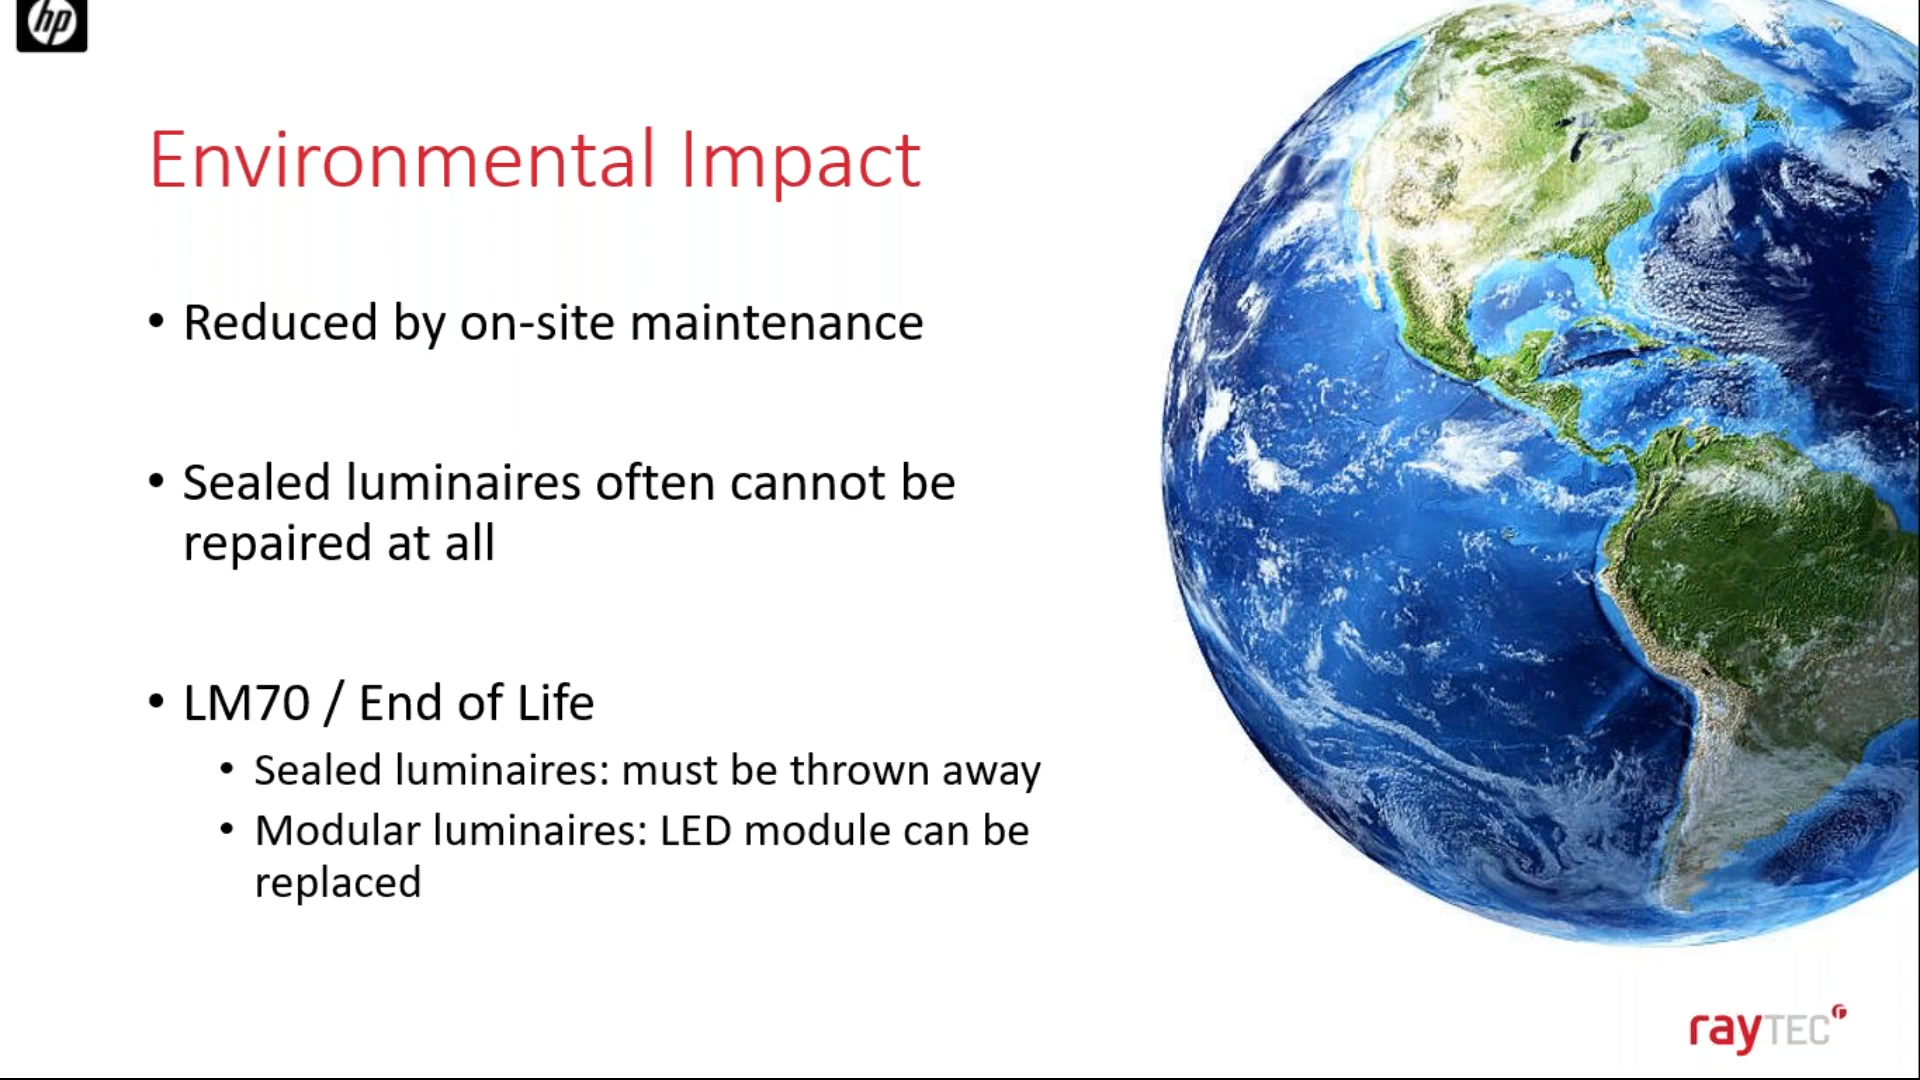 hp
Environmental Impact
• Reduced by on-site maintenance
• Sealed luminaires often cannot be
repaired at all
• LM70 / End of Life
• Sealed luminaires: must be thrown away
• Modular luminaires: LED module can be
replaced
rayTEC